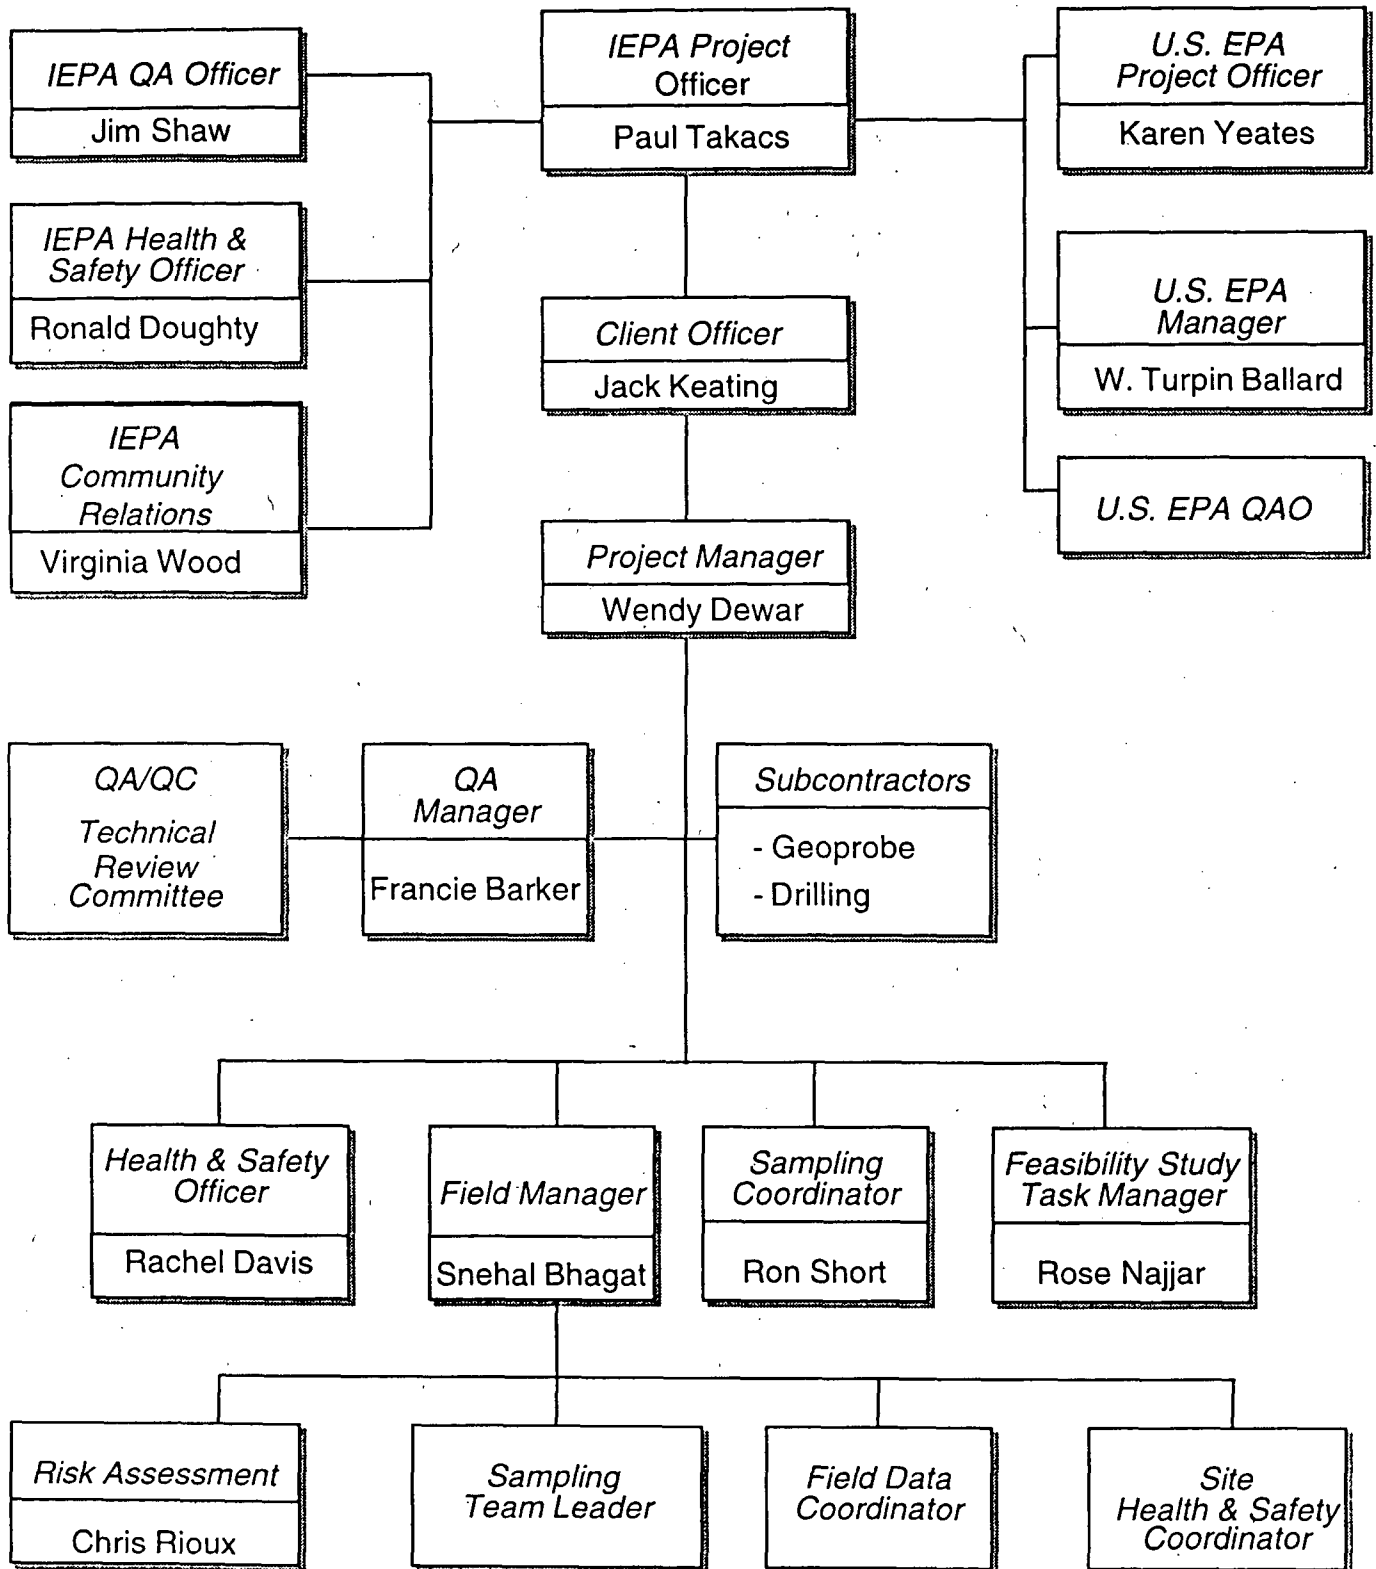 IEPA QA Officer
Jim Shaw
IEPA Project
Officer
Paul Takacs
U.S. EPA
Project Officer
Karen Yeates
IEPA Health &
Safety Officer
Ronald Doughty
Client Officer
Jack Keating
U.S. EPA
Manager
W. Turpin Ballard
IEPA
Community
Relations
Virginia Wood
Project Manager
Wendy Dewar
U.S. EPA QAO
QA/QC
Technical
Review
Committee
QA
Manager
Francie Barker
Subcontractors
- Geoprobe
- Drilling
Health & Safety
Officer
Rachel Davis
Field Manager
Snehal Bhagat
Sampling
Coordinator
Ron Short
Feasibility Study
Task Manager
Rose Najjar
Risk Assessment
Chris Rioux
Sampling
Team Leader
Field Data
Coordinator
Site
Health & Safety
Coordinator